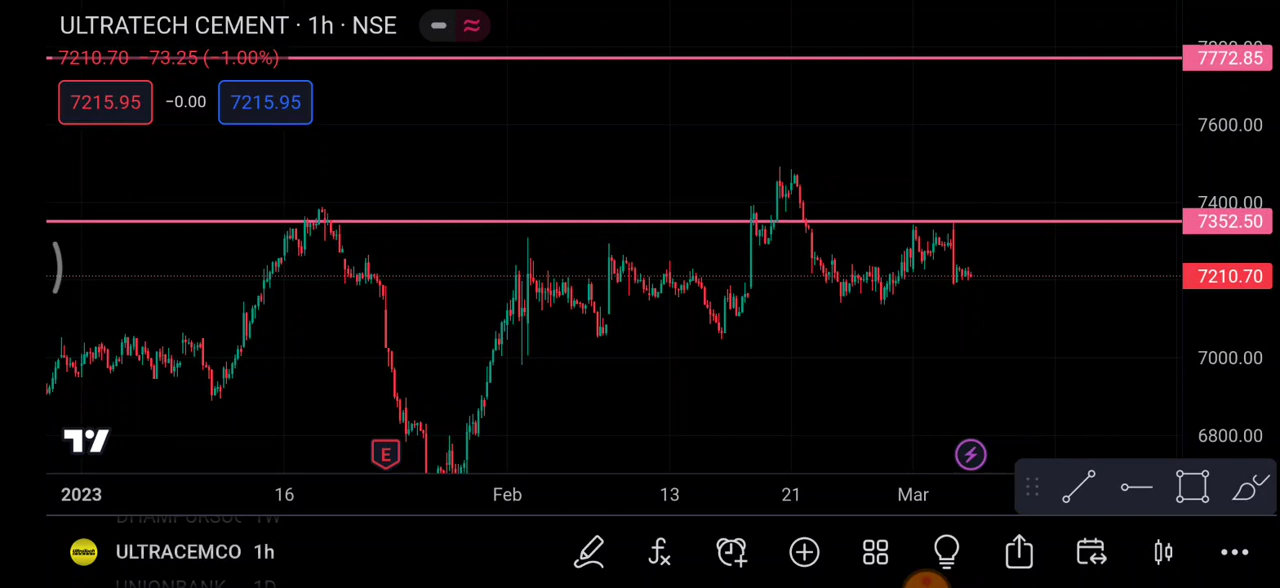 ULTRATECH CEMENT · 1h · NSE
7210.70 −73.25 (−1.00%)
7215.95 −0.00 7215.95
7772.85
7600.00
7400.00
7352.50
7210.70
7000.00
6800.00
E
2023 16 Feb 13 21 Mar
ULTRACEMCO 1h